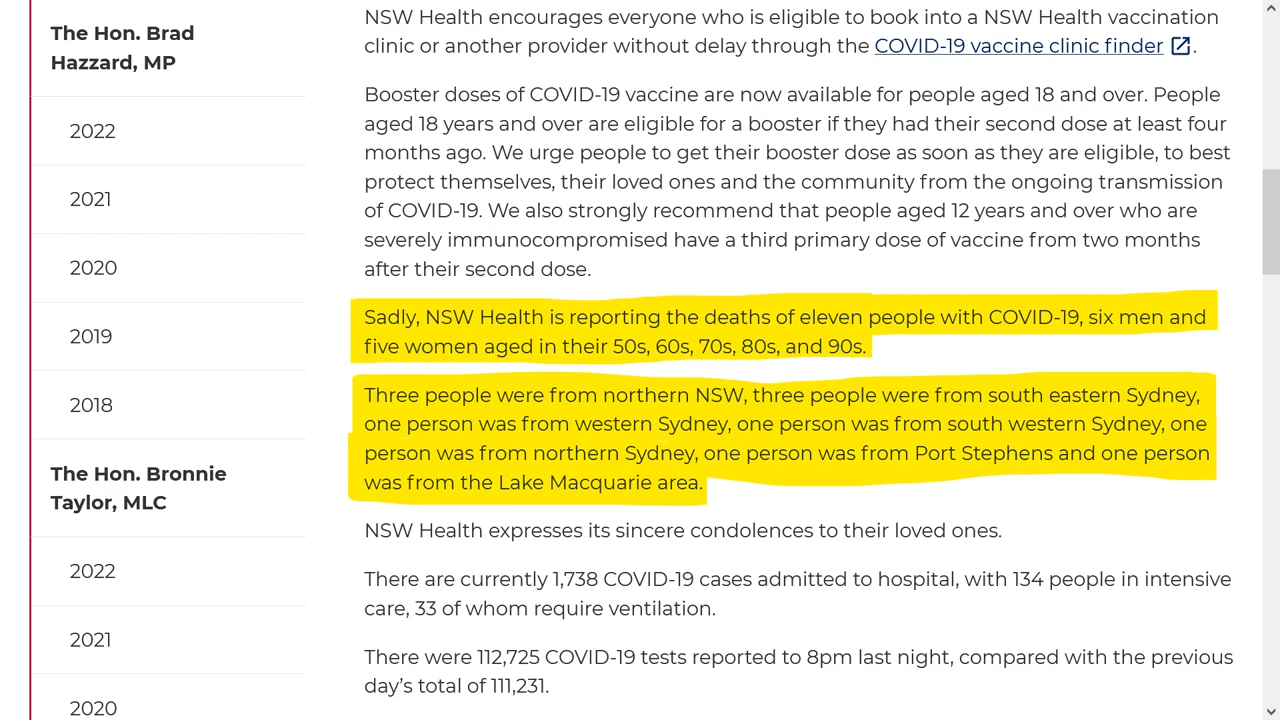 The Hon. Brad
Hazzard, MP
2022
2021
2020
2019
2018
The Hon. Bronnie
Taylor, MLC
2022
2021
2020
NSW Health encourages everyone who is eligible to book into a NSW Health vaccination
clinic or another provider without delay through the COVID-19 vaccine clinic finder.
Booster doses of COVID-19 vaccine are now available for people aged 18 and over. People
aged 18 years and over are eligible for a booster if they had their second dose at least four
months ago. We urge people to get their booster dose as soon as they are eligible, to best
protect themselves, their loved ones and the community from the ongoing transmission
of COVID-19. We also strongly recommend that people aged 12 years and over who are
severely immunocompromised have a third primary dose of vaccine from two months
after their second dose.
Sadly, NSW Health is reporting the deaths of eleven people with COVID-19, six men and
five women aged in their 50s, 60s, 70s, 80s, and 90s.
Three people were from northern NSW, three people were from south eastern Sydney,
one person was from western Sydney, one person was from south western Sydney, one
person was from northern Sydney, one person was from Port Stephens and one person
was from the Lake Macquarie area.
NSW Health expresses its sincere condolences to their loved ones.
There are currently 1,738 COVID-19 cases admitted to hospital, with 134 people in intensive
care, 33 of whom require ventilation.
There were 112,725 COVID-19 tests reported to 8pm last night, compared with the previous
day’s total of 111,231.